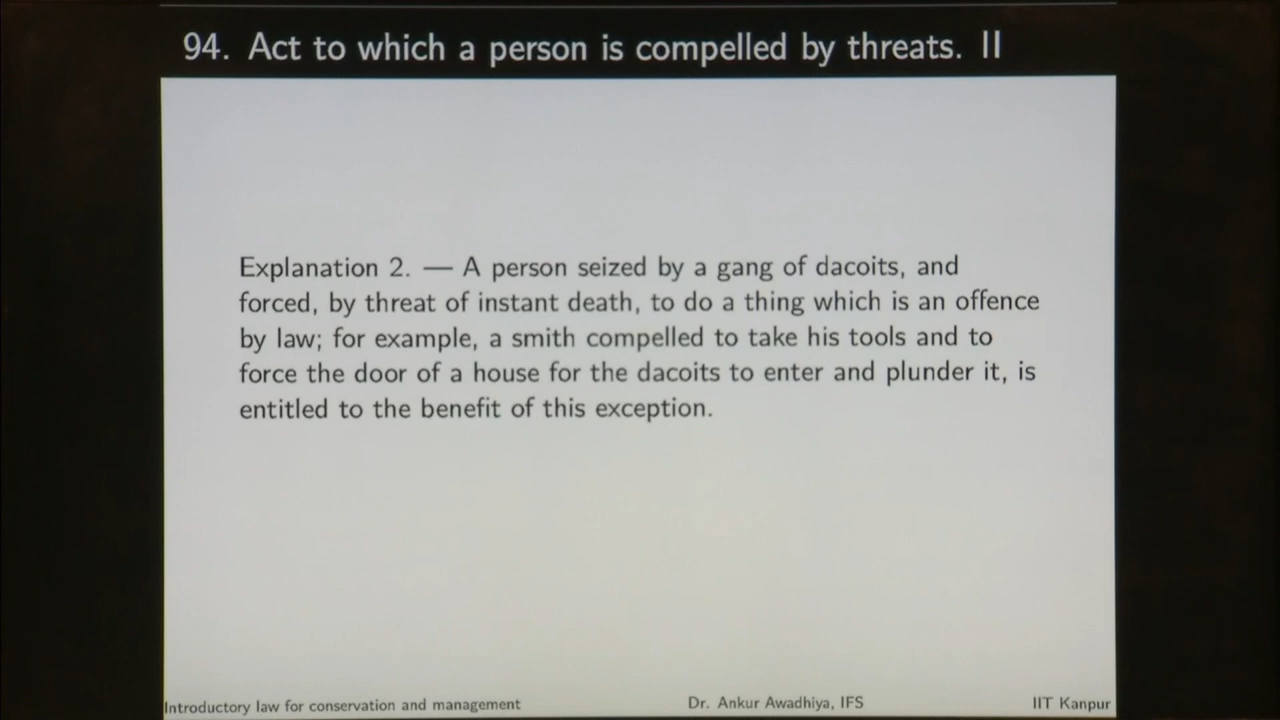 94. Act to which a person is compelled by threats. II
Explanation 2. — A person seized by a gang of dacoits, and
forced, by threat of instant death, to do a thing which is an offence
by law; for example, a smith compelled to take his tools and to
force the door of a house for the dacoits to enter and plunder it, is
entitled to the benefit of this exception.
Introductory law for conservation and management Dr. Ankur Awadhiya, IFS IIT Kanpur